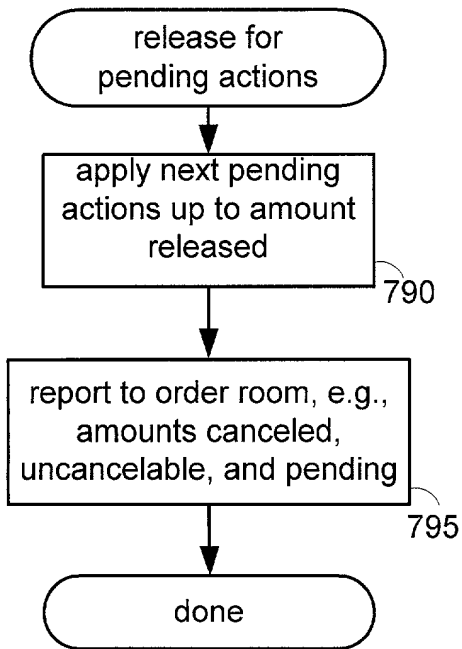 release for
pending actions
apply next pending
actions up to amount
released
790
report to order room, e.g.,
amounts canceled,
uncancelable, and pending
795
done